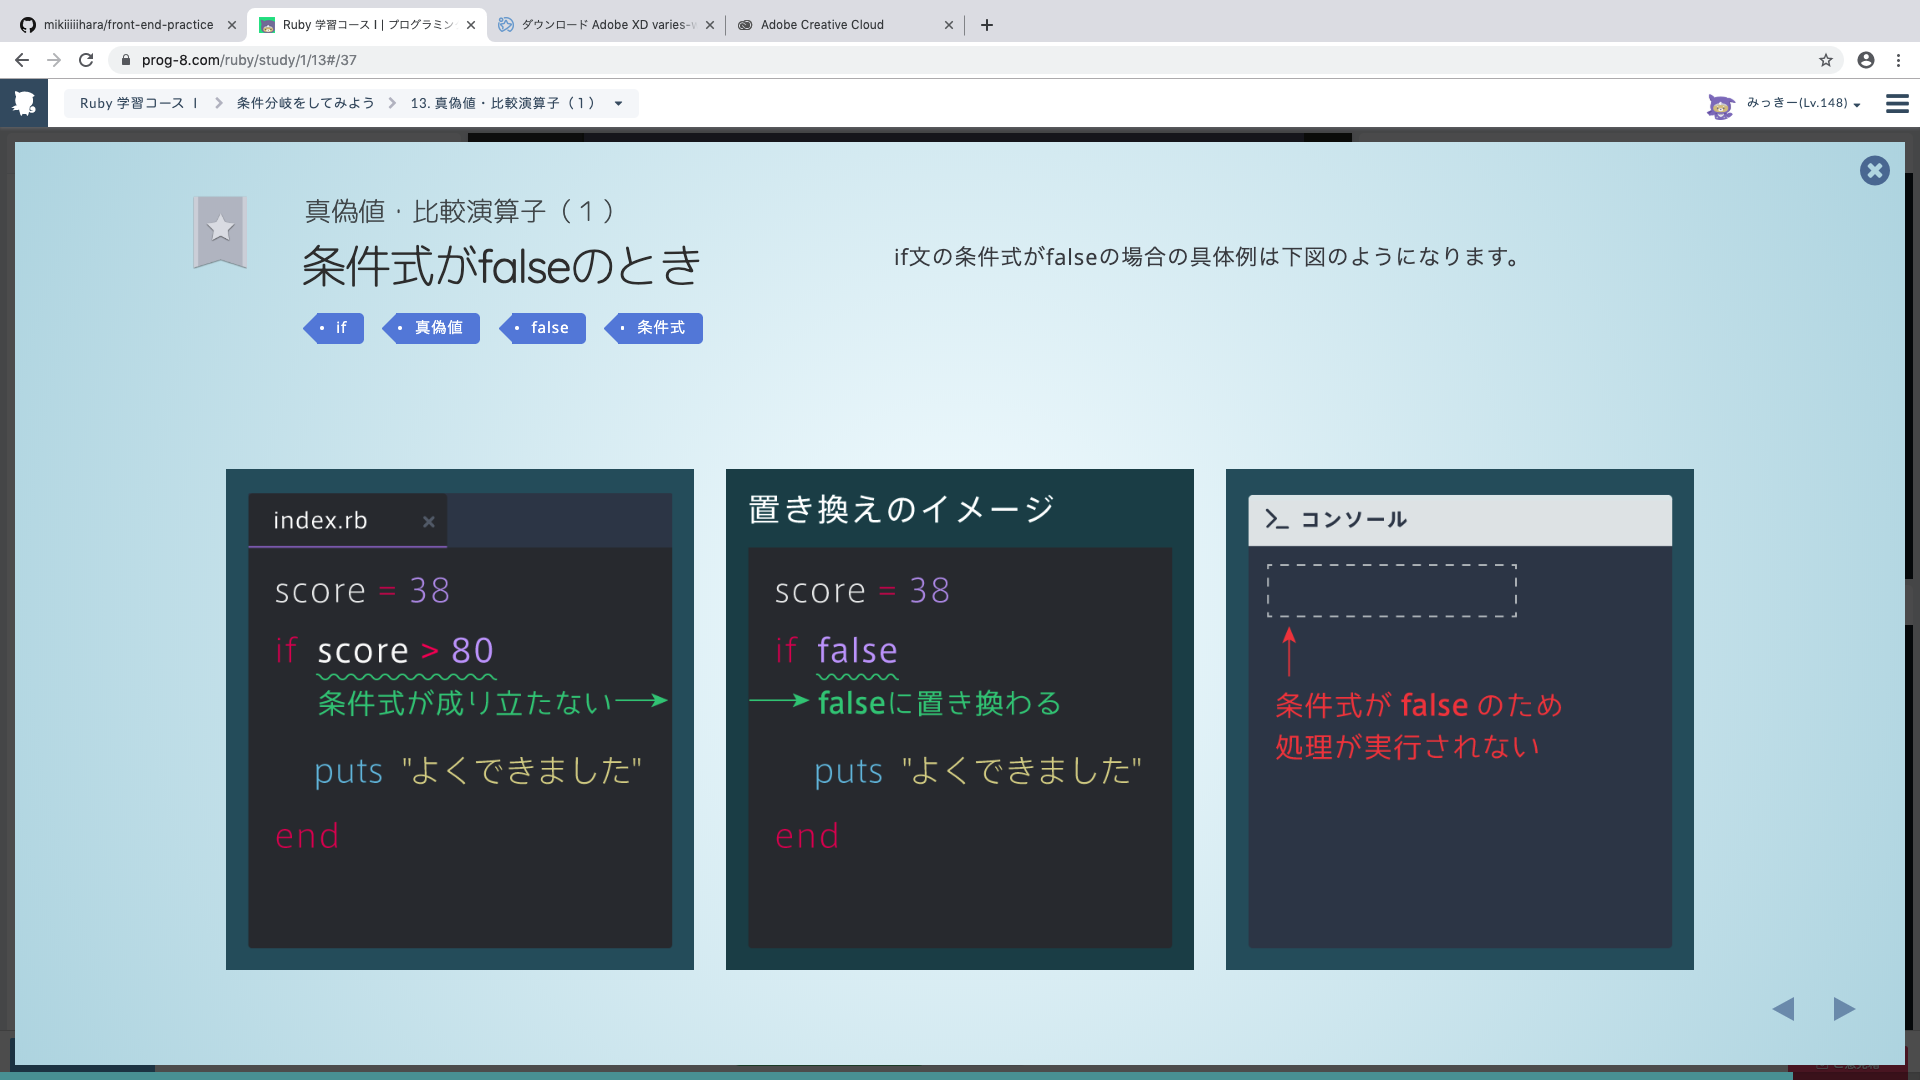 mikiiiiihara/front-end-practice
Ruby 学習コース I | プログラミン
ダウンロード Adobe XD varies-w
Adobe Creative Cloud
prog-8.com/ruby/study/1/13#/37
Ruby 学習コース Ⅰ
条件分岐をしてみよう
13. 真偽値・比較演算子（１）
みっきー(Lv.148)
真偽値・比較演算子（１）
条件式がfalseのとき
if
真偽値
false
条件式
if文の条件式がfalseの場合の具体例は下図のようになります。
index.rb
score = 38
if score > 80
条件式が成り立たない
puts "よくできました"
end
置き換えのイメージ
score = 38
if false
falseに置き換わる
puts "よくできました"
end
コンソール
条件式が false のため
処理が実行されない